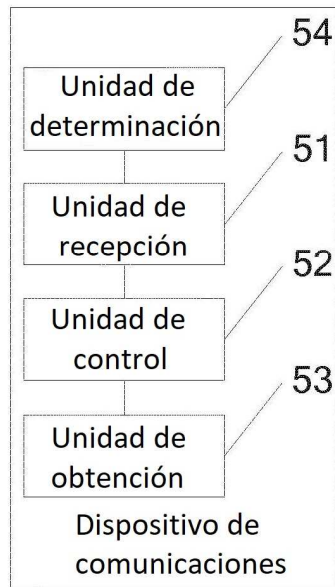 54
Unidad de
determinación
51
Unidad de
recepción
52
Unidad de
control
53
Unidad de
obtención
Dispositivo de
comunicaciones